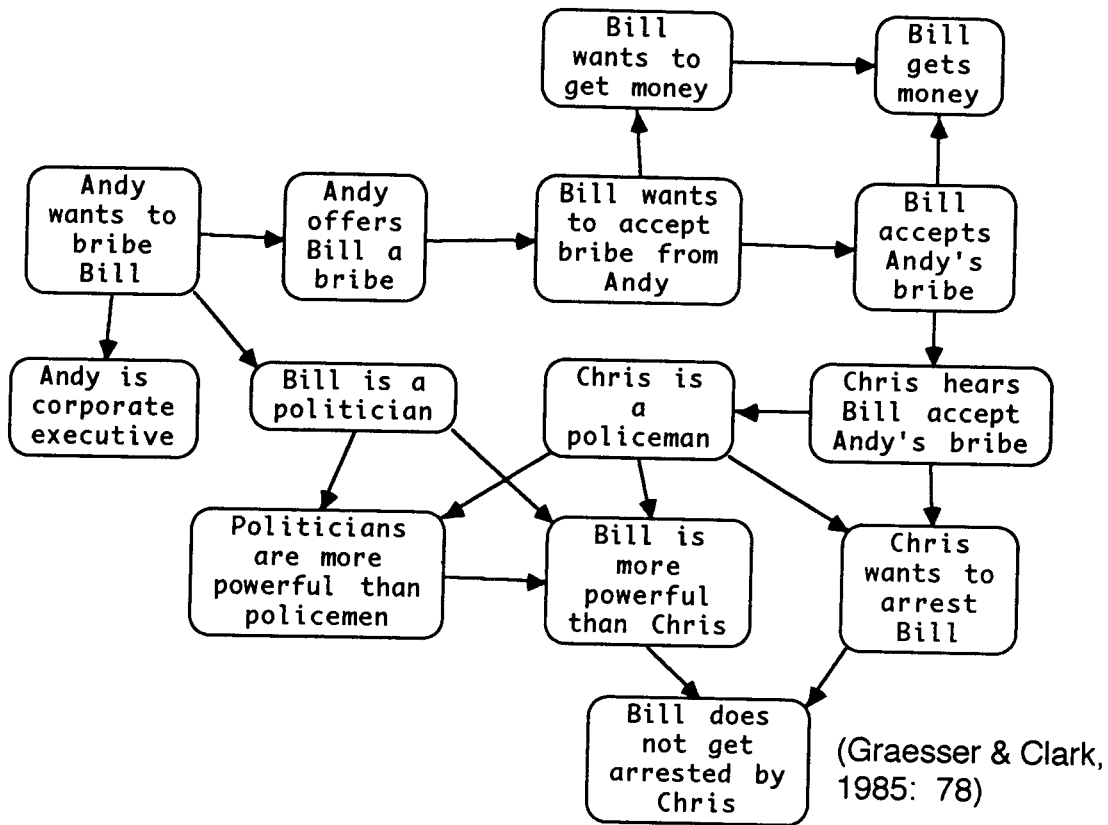 Bill
wants to
get money
Bill
gets
money
Andy
wants to
bribe
Bill
Andy
offers
Bill a
bribe
Bill wants
to accept
bribe from
Andy
Bill
accepts
Andy's
bribe
Andy is
corporate
executive
Bill is a
politician
Chris is
a
policeman
Chris hears
Bill accept
Andy's bribe
Politicians
are more
powerful than
policemen
Bill is
more
powerful
than Chris
Chris
wants to
arrest
Bill
Bill does
not get
arrested by
Chris
(Graesser & Clark,
1985: 78)